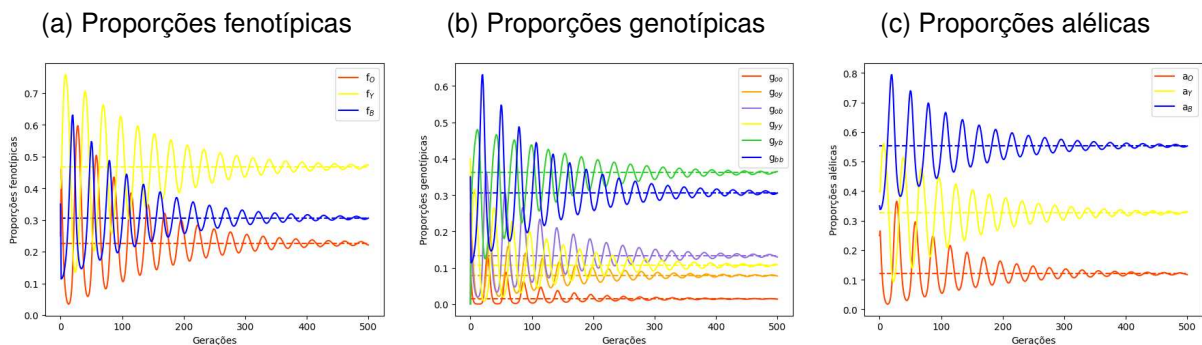 (a) Proporções fenotípicas
(b) Proporções genotípicas
(c) Proporções alélicas
Proporções fenotípicas
0.7
0.6
0.5
0.4
0.3
0.2
0.1
0.0
0 100 200 300 400 500
Gerações
f_O
f_Y
f_B
Proporções genotípicas
0.6
0.5
0.4
0.3
0.2
0.1
0.0
0 100 200 300 400 500
Gerações
g_oo
g_oy
g_ob
g_yy
g_yb
g_bb
Proporções alélicas
0.8
0.7
0.6
0.5
0.4
0.3
0.2
0.1
0.0
0 100 200 300 400 500
Gerações
a_O
a_Y
a_B